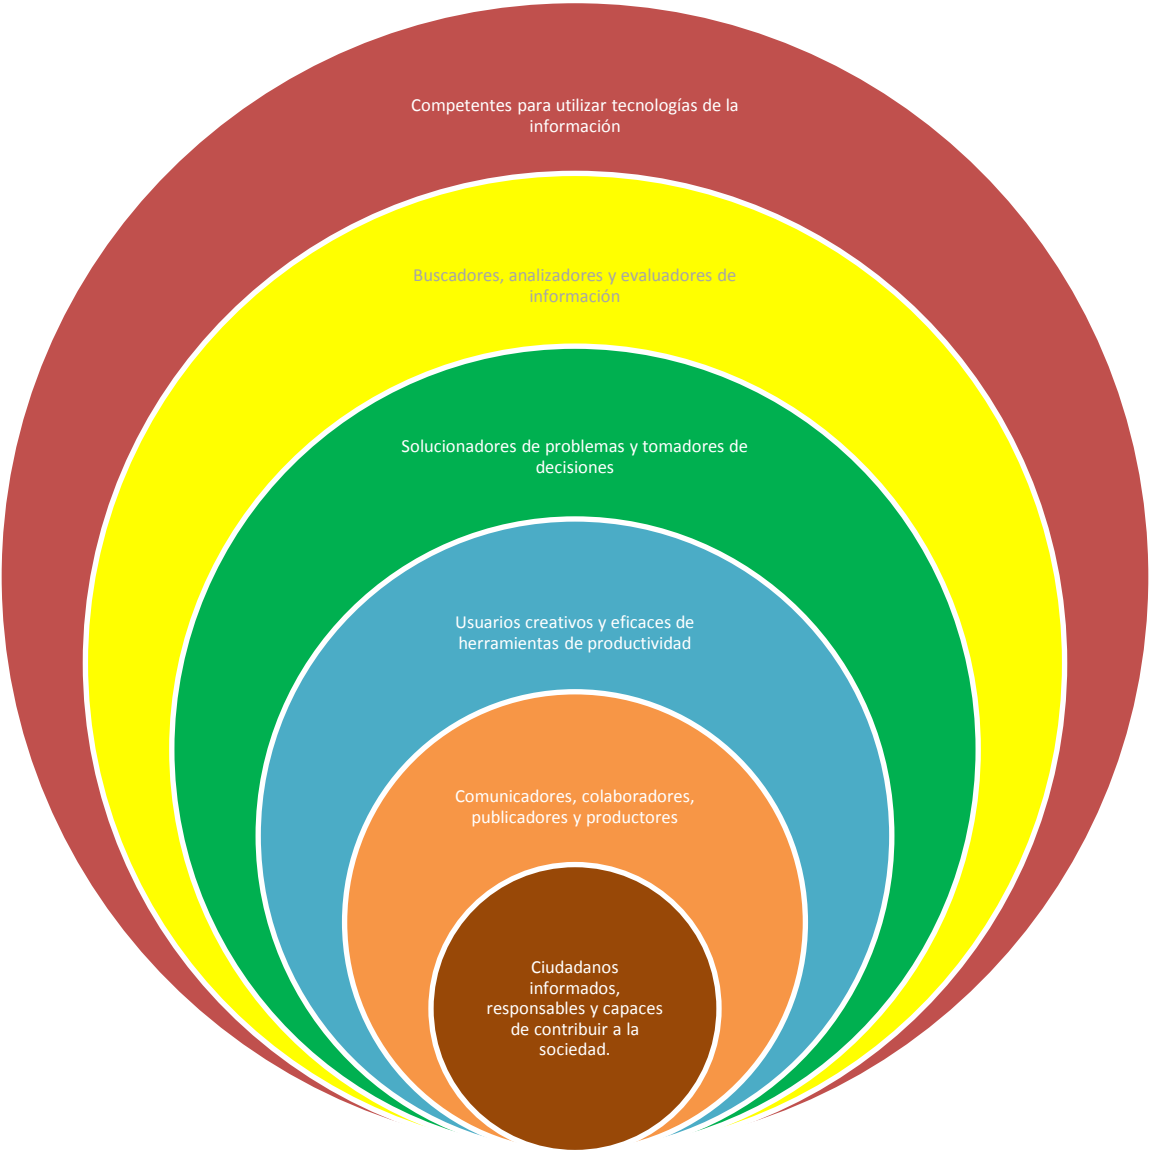 Competentes para utilizar tecnologías de la
información
Buscadores, analizadores y evaluadores de
información
Solucionadores de problemas y tomadores de
decisiones
Usuarios creativos y eficaces de
herramientas de productividad
Comunicadores, colaboradores,
publicadores y productores
Ciudadanos
informados,
responsables y capaces
de contribuir a la
sociedad.